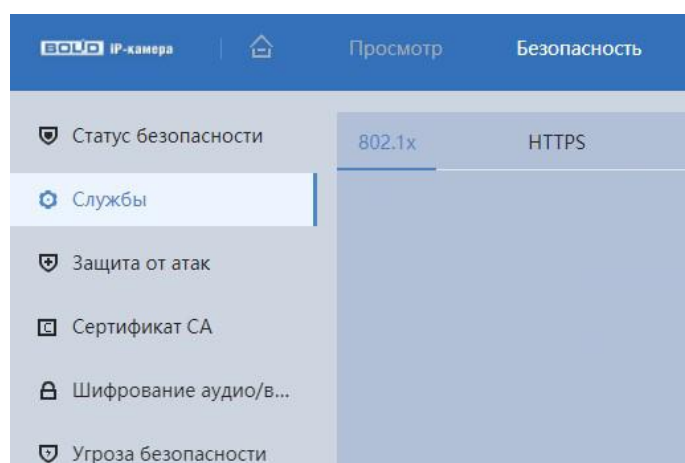 BOLID IP-камера
Просмотр
Безопасность
Статус безопасности
802.1x
HTTPS
Службы
Защита от атак
Сертификат CA
Шифрование аудио/в...
Угроза безопасности